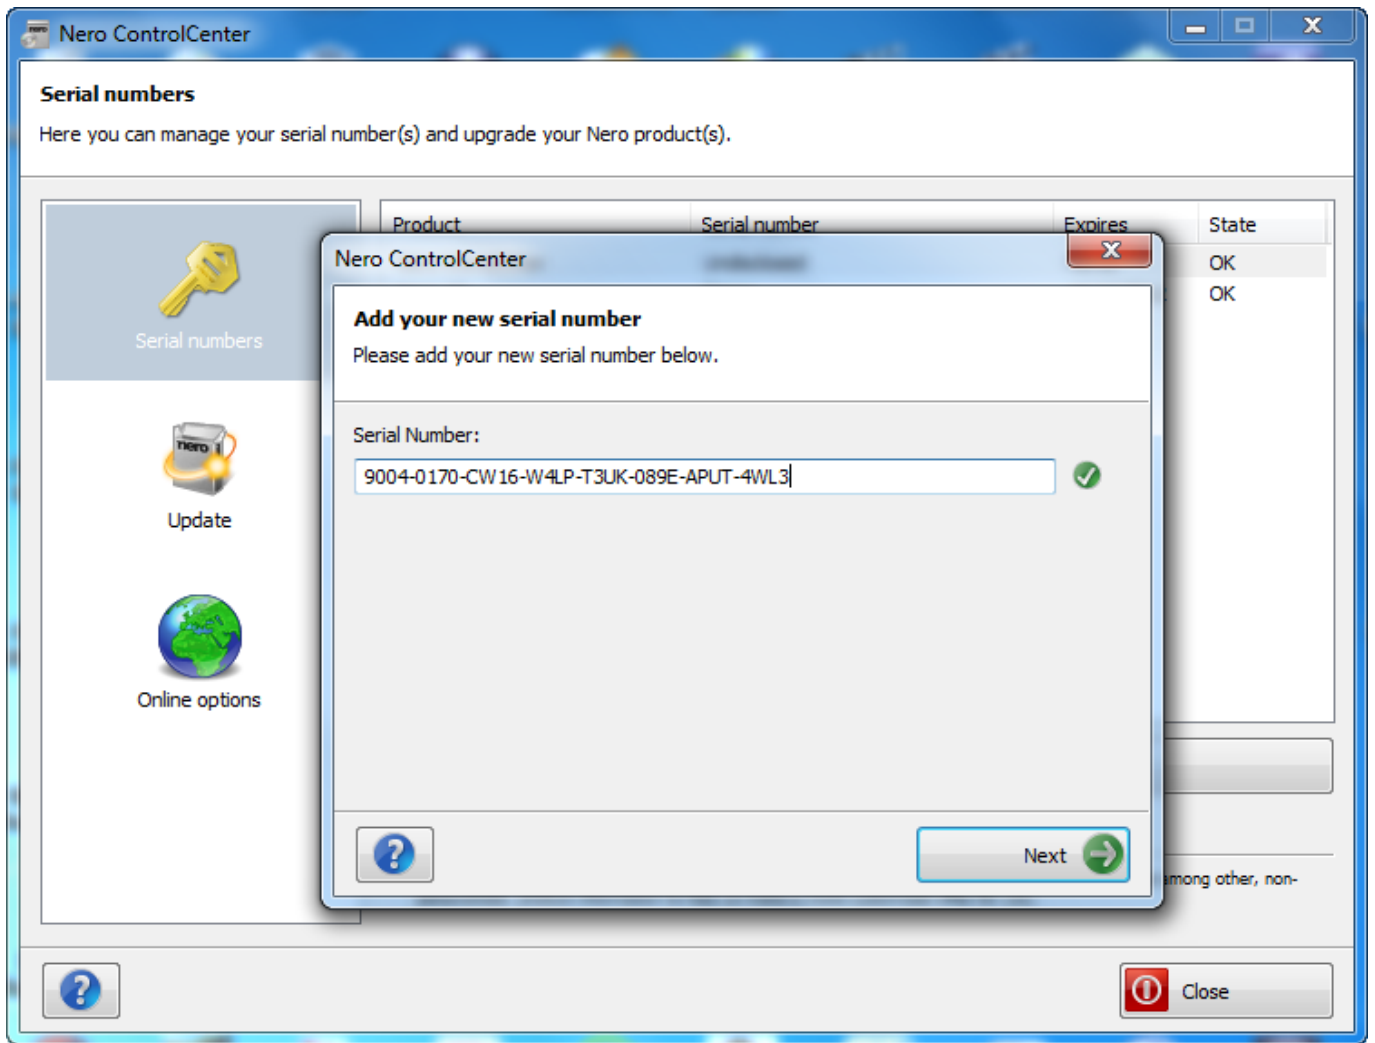 Nero ControlCenter
Serial numbers
Here you can manage your serial number(s) and upgrade your Nero product(s).
Product Serial number Expires State
OK
OK
Serial numbers
nero
Update
Online options
Nero ControlCenter
Add your new serial number
Please add your new serial number below.
Serial Number:
9004-0170-CW16-W4LP-T3UK-089E-APUT-4WL3
Next
among other, non-
Close